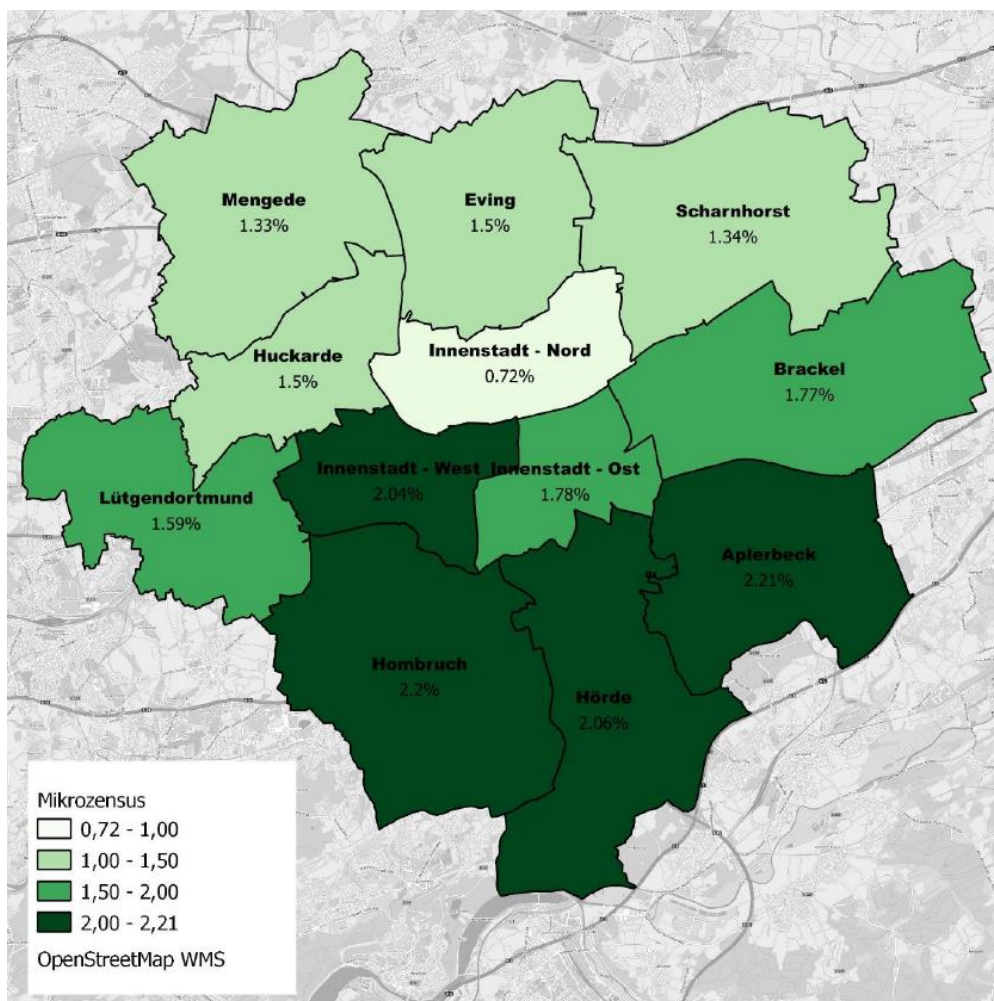 Mengede
1.33%
Eving
1.5%
Scharnhorst
1.34%
Huckarde
1.5%
Innenstadt - Nord
0.72%
Brackel
1.77%
Lütgendortmund
1.59%
Innenstadt - West
2.04%
Innenstadt - Ost
1.78%
Aplerbeck
2.21%
Hombruch
2.2%
Hörde
2.06%
Mikrozensus
0,72 - 1,00
1,00 - 1,50
1,50 - 2,00
2,00 - 2,21
OpenStreetMap WMS